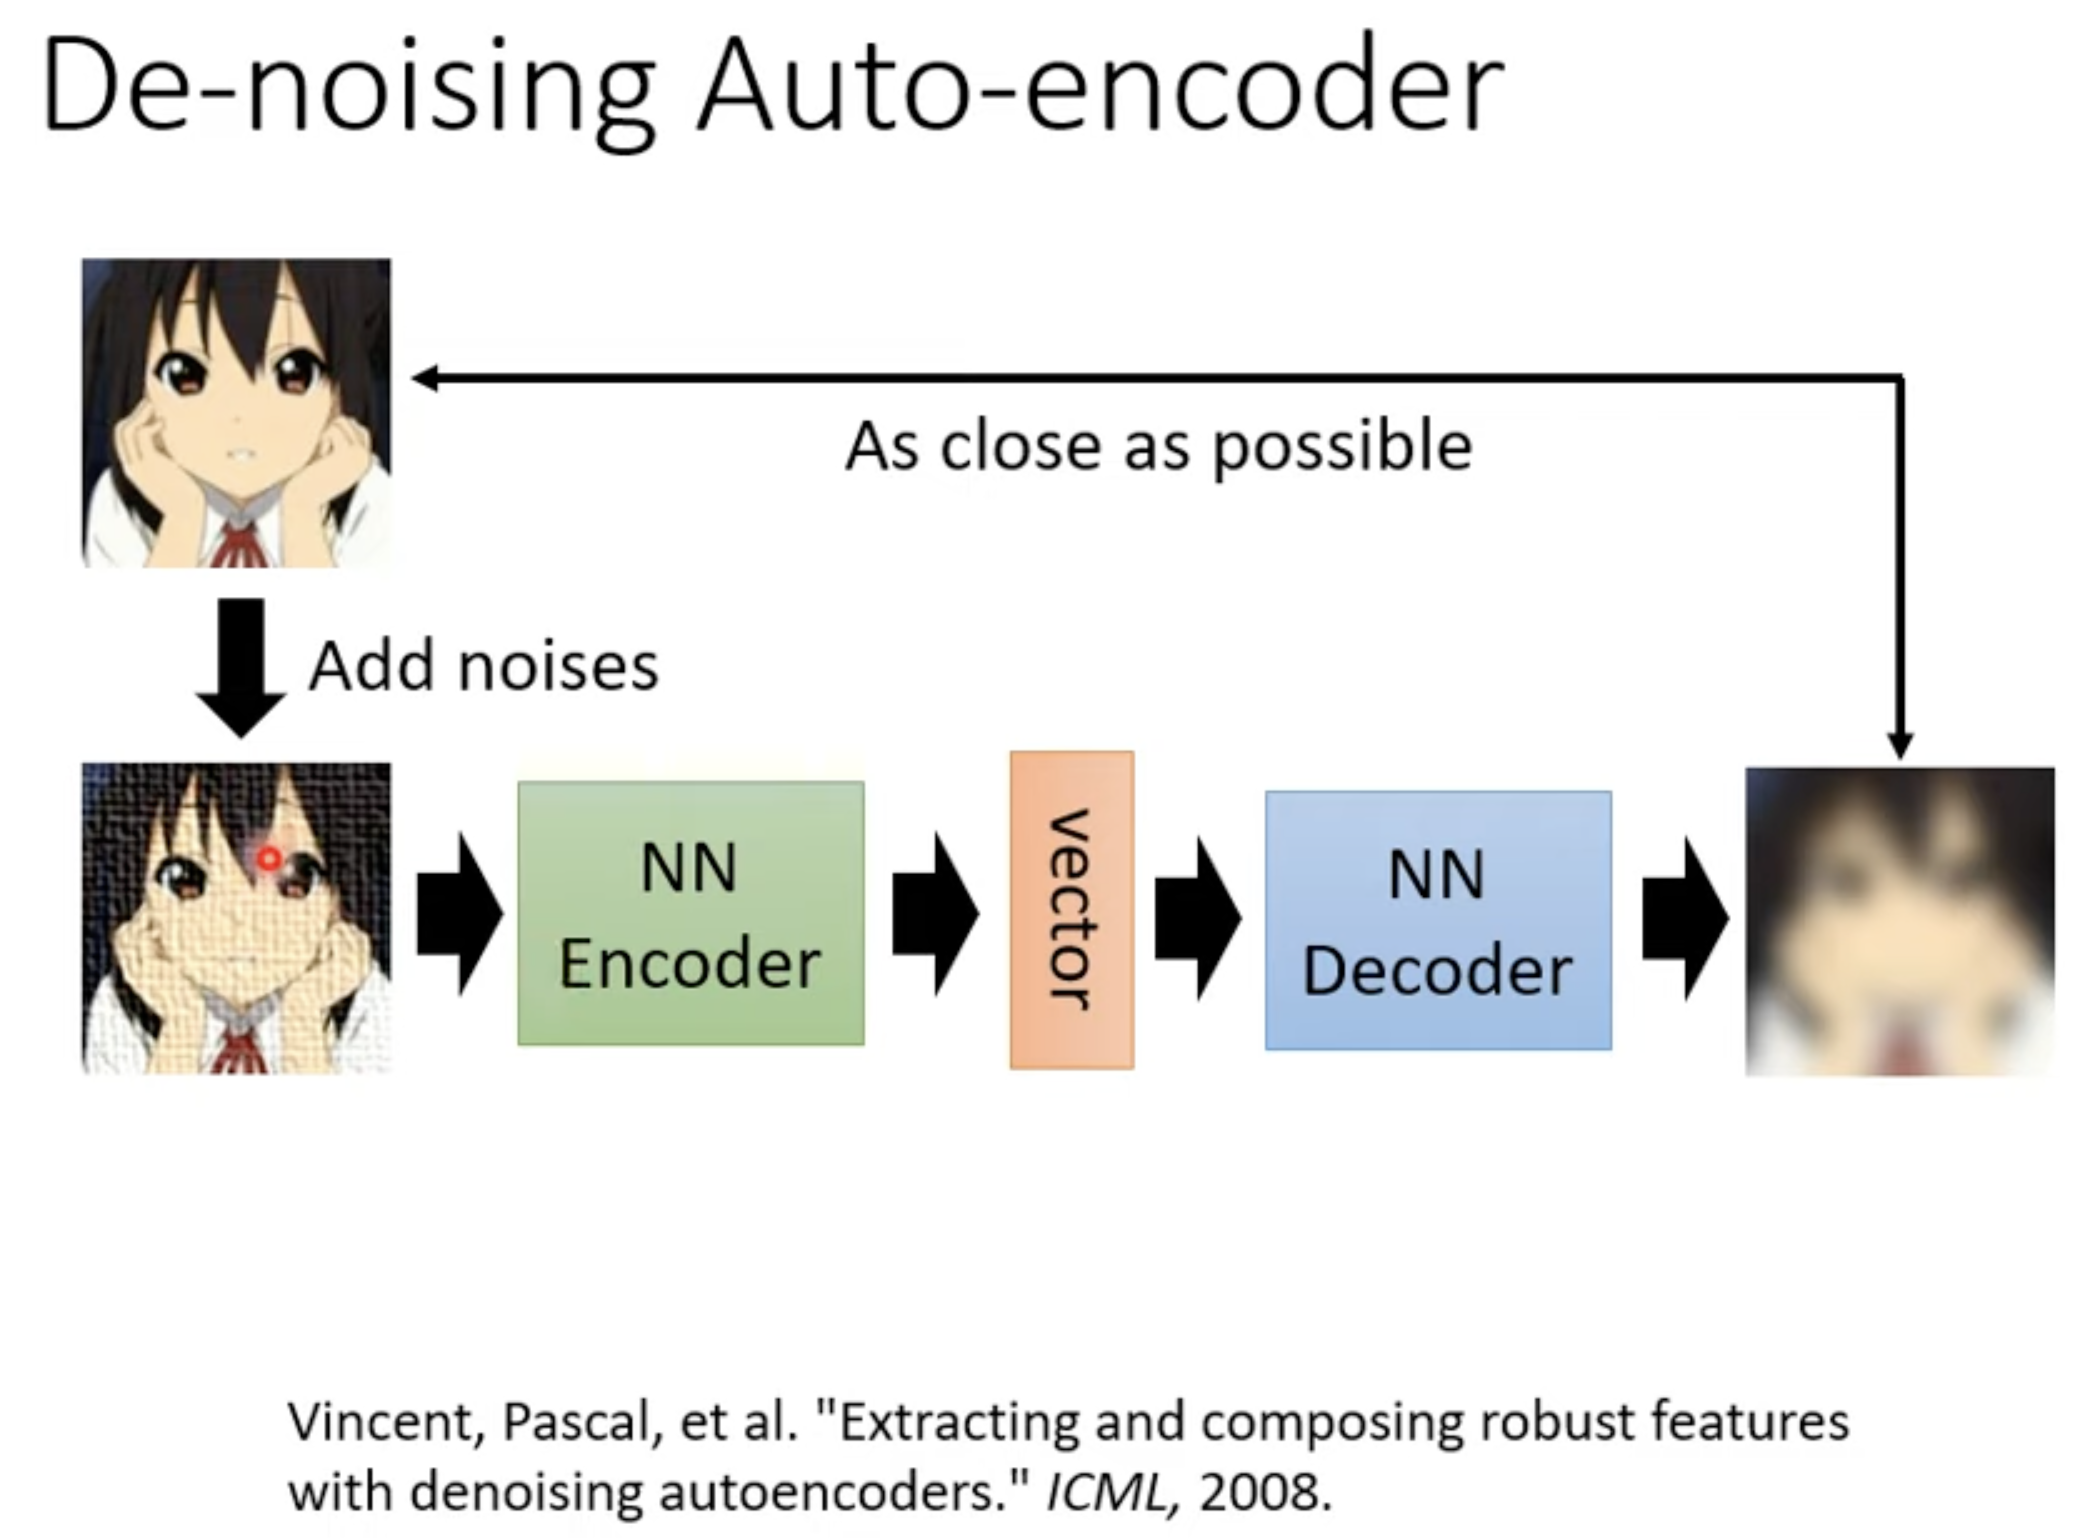 De-noising Auto-encoder
As close as possible
Add noises
NN
Encoder
vector
NN
Decoder
Vincent, Pascal, et al. "Extracting and composing robust features
with denoising autoencoders." ICML, 2008.